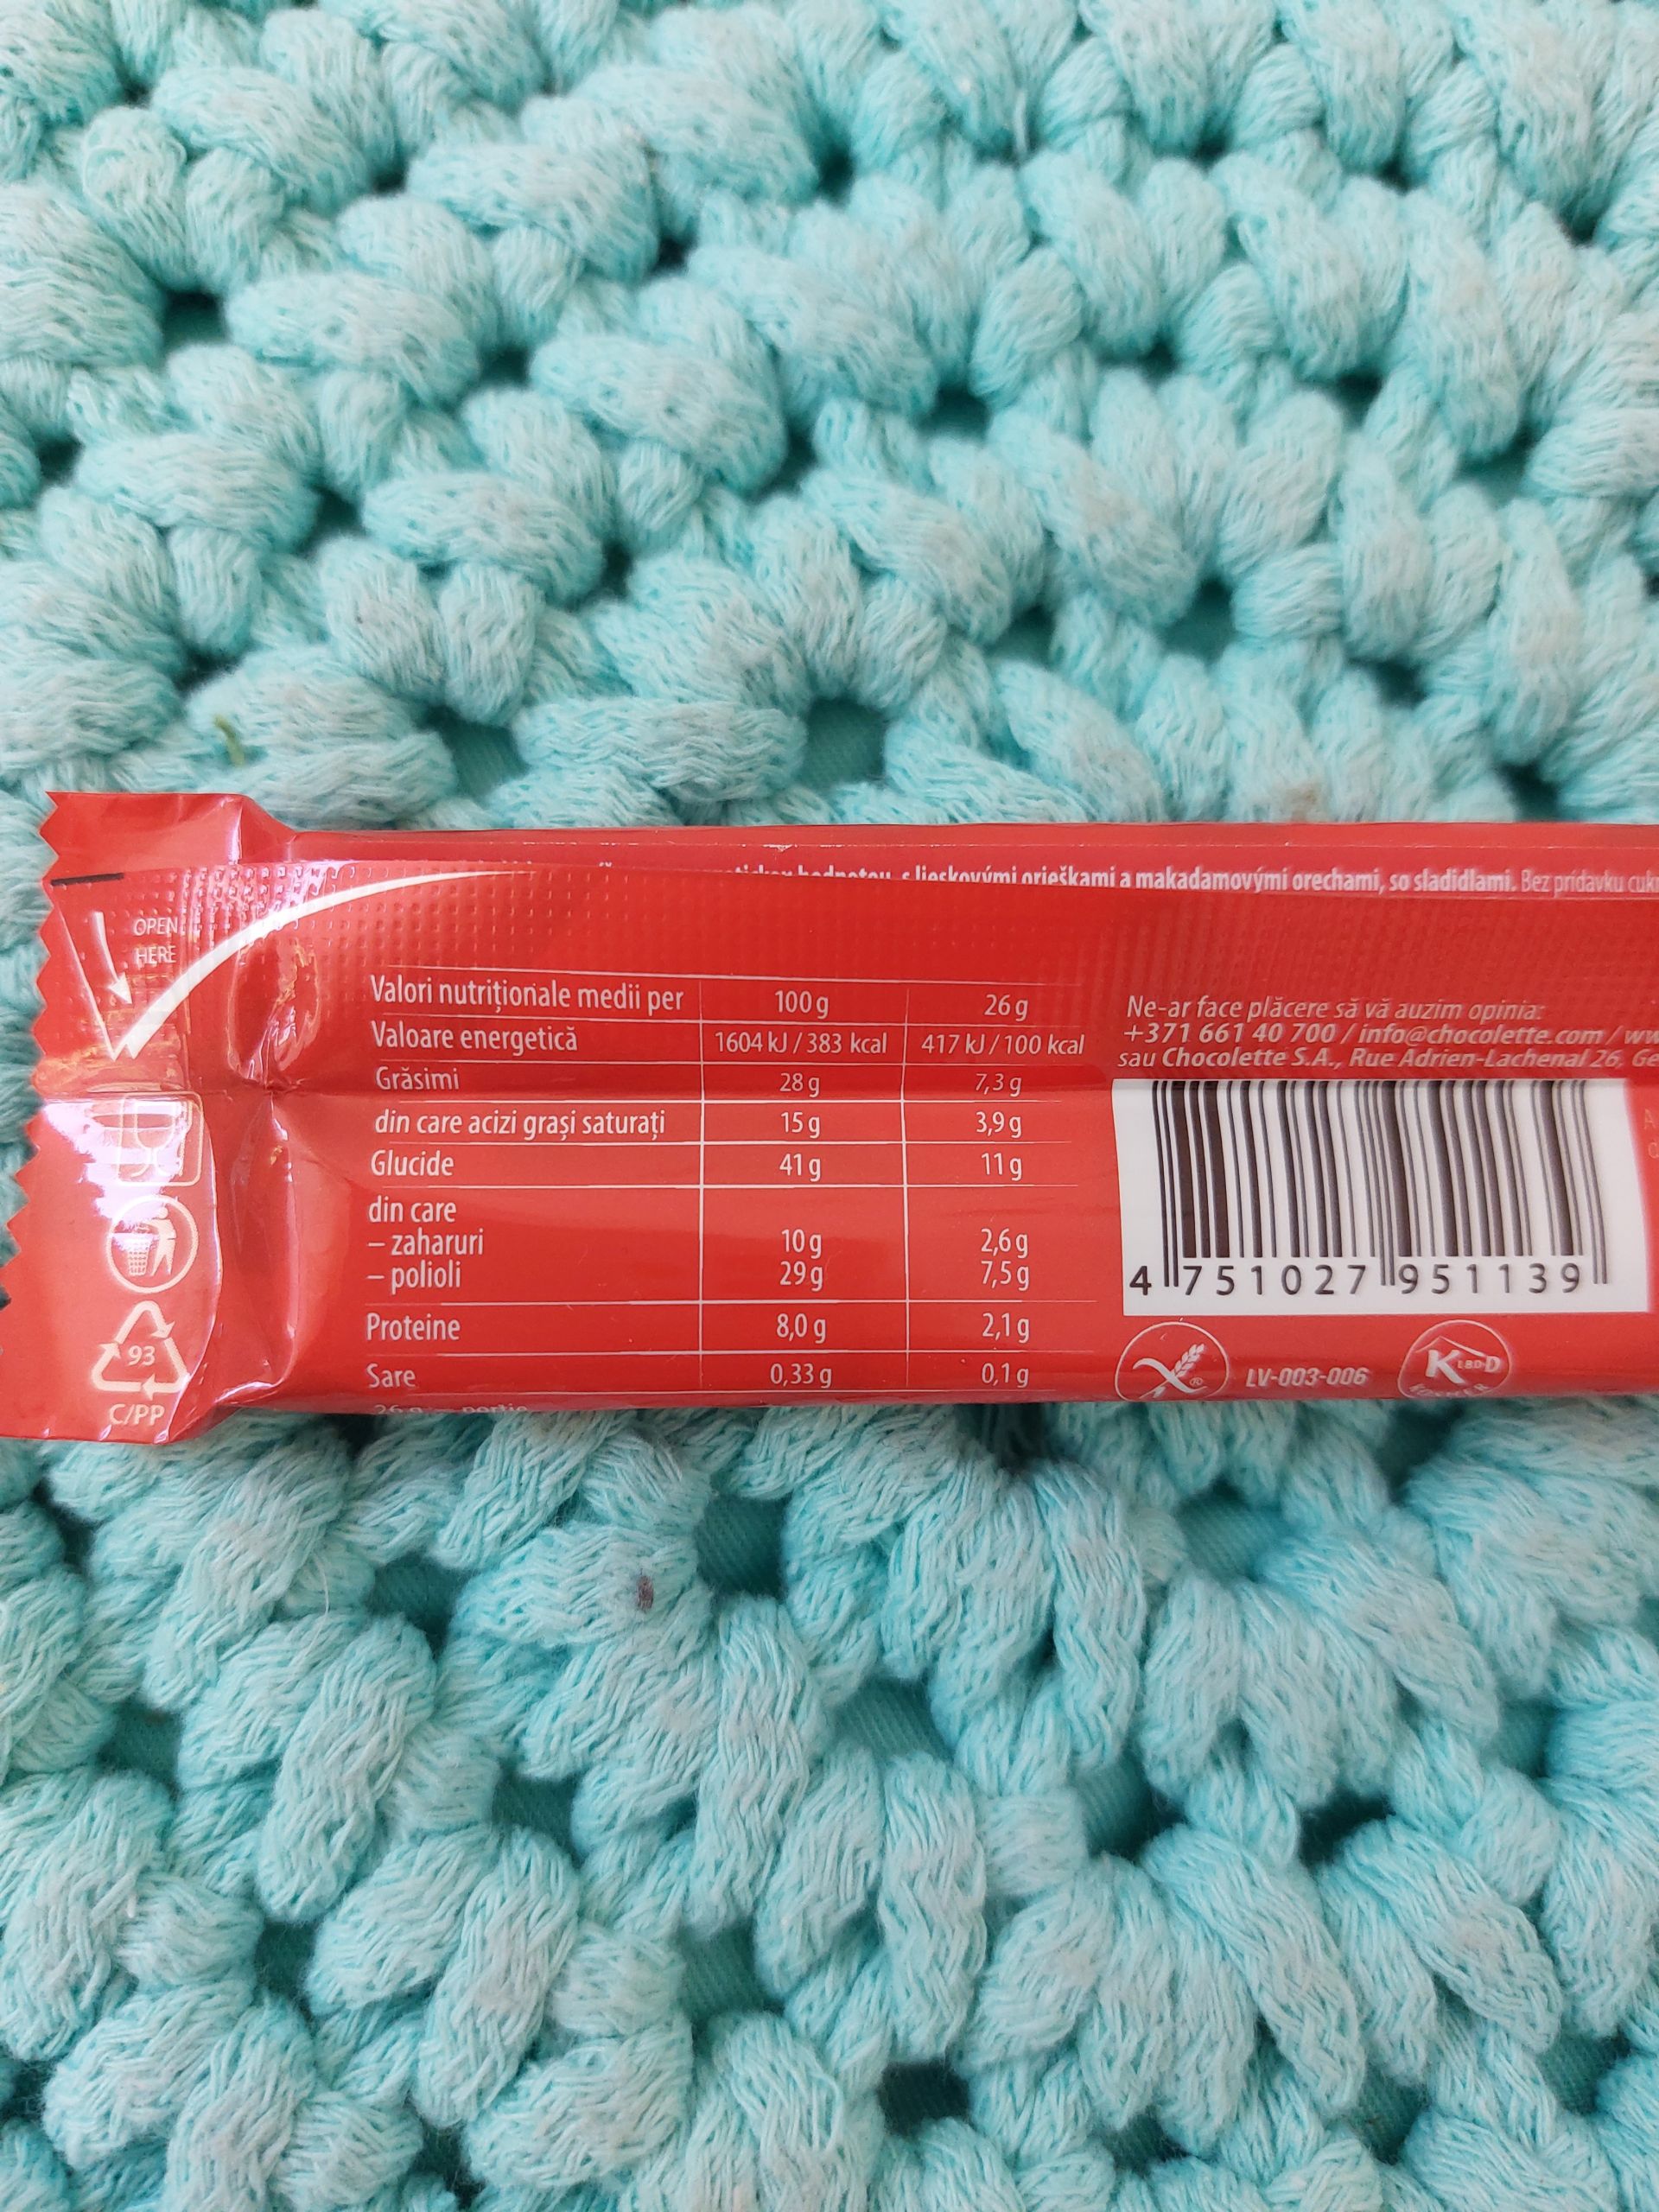 lieskovými orieškami a makadamovými orechami, so sladidlami. Bez prídavku
OPEN
HERE
Valori nutriționale medii per 100 g 26 g
Valoare energetică 1604 kJ / 383 kcal 417 kJ / 100 kcal
Grăsimi 28 g 7,3 g
din care acizi grași saturați 15 g 3,9 g
Glucide 41 g 11 g
din care
– zaharuri 10 g 2,6 g
– polioli 29 g 7,5 g
Proteine 8,0 g 2,1 g
Sare 0,33 g 0,1 g
Ne-ar face plăcere să vă auzim opinia:
+371 661 40 700 / info@chocolette.com /
sau Chocolette S.A., Rue Adrien-Lachenal 26,
4 751027 951139
LV-003-006
K LBD D
93
C/PP